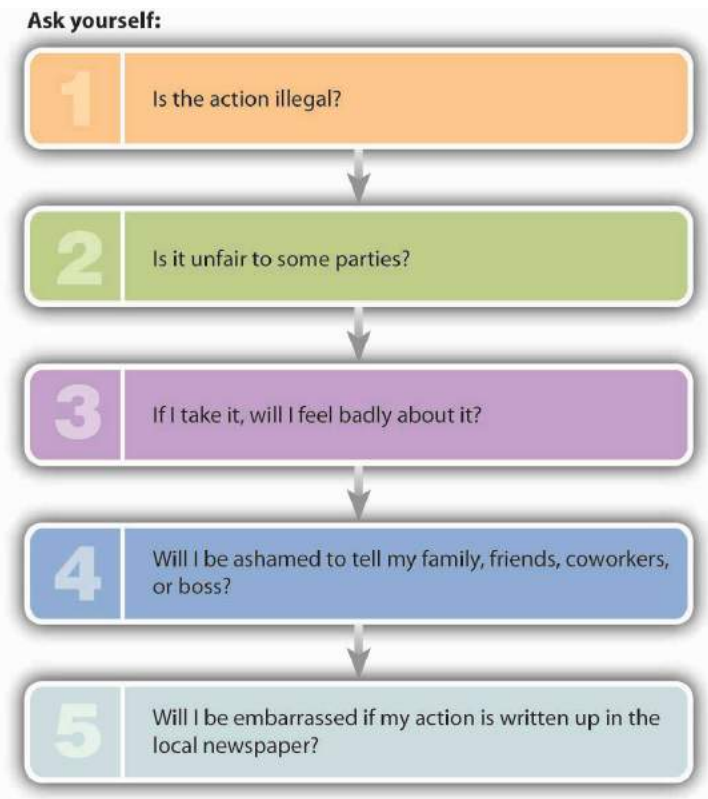 Ask yourself:
1
Is the action illegal?
2
Is it unfair to some parties?
3
If I take it, will I feel badly about it?
4
Will I be ashamed to tell my family, friends, coworkers,
or boss?
5
Will I be embarrassed if my action is written up in the
local newspaper?